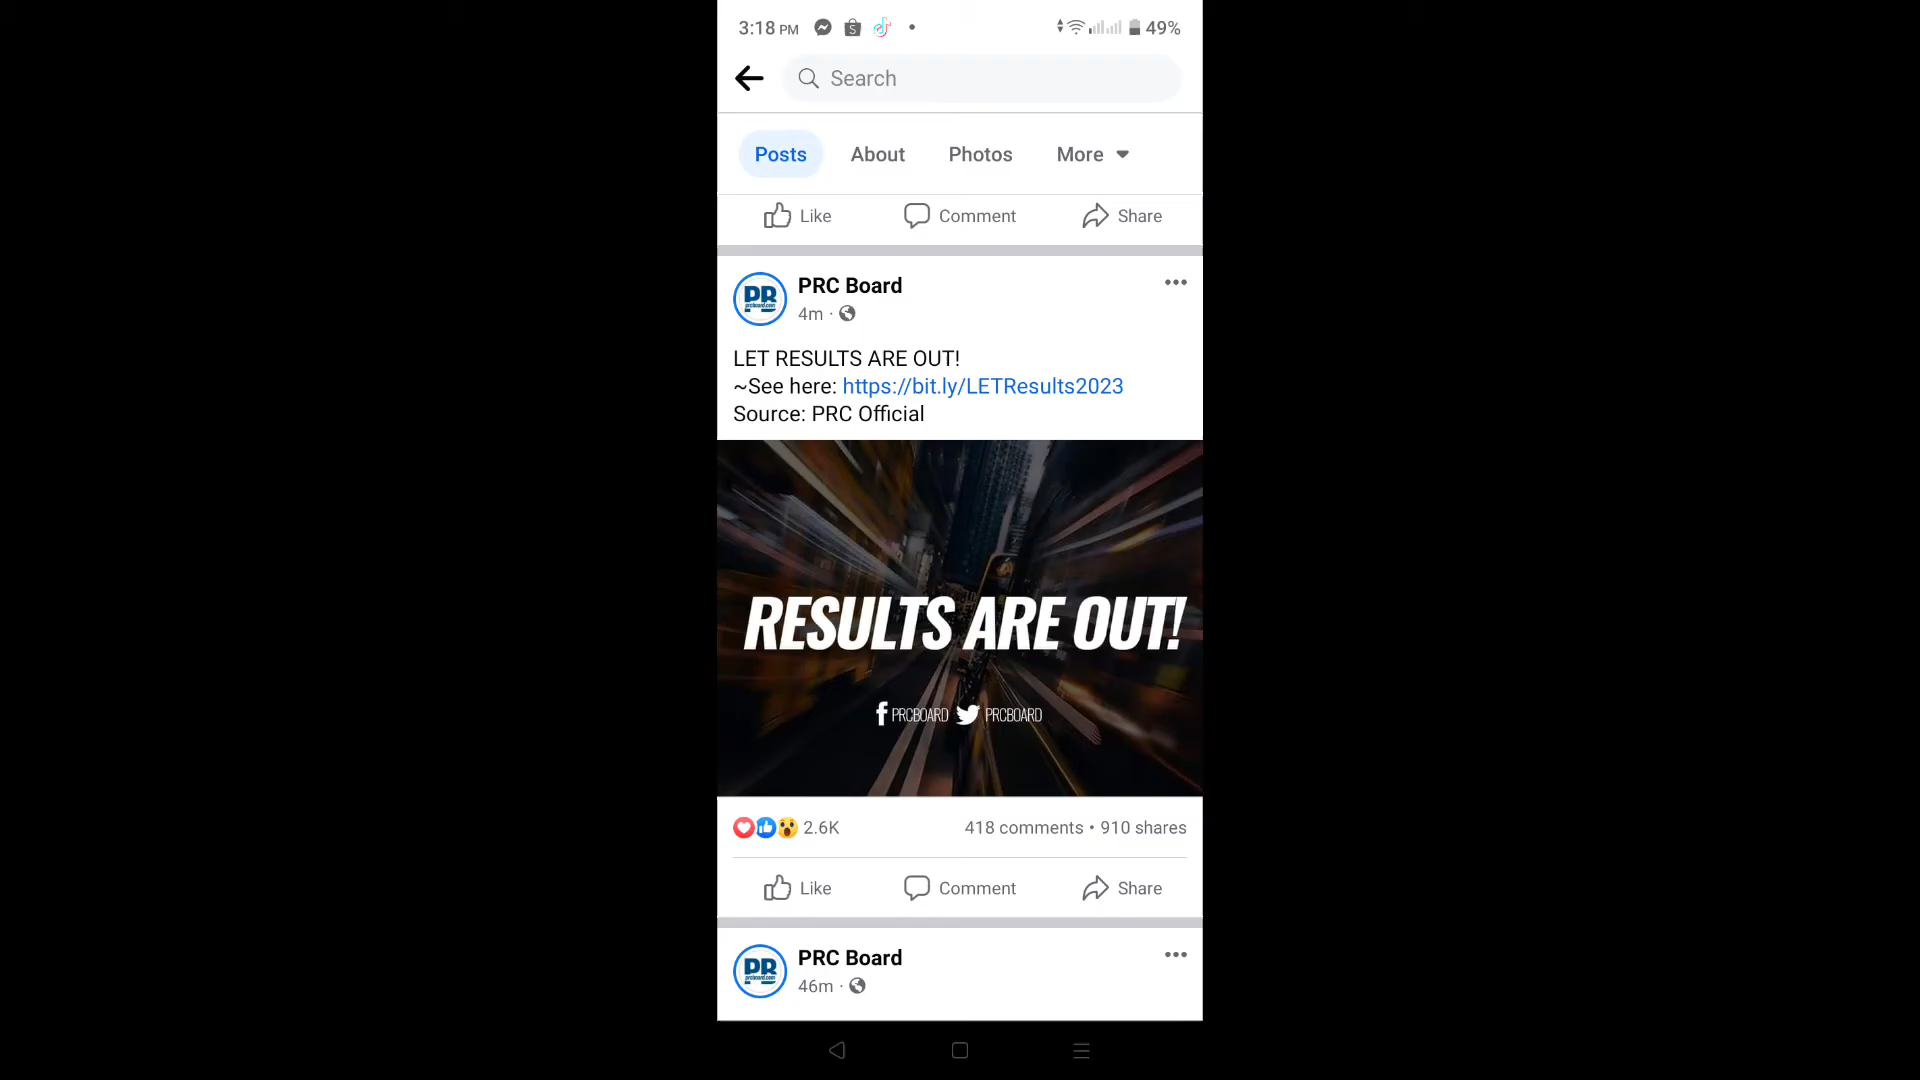 3:18 PM
49%
Search
Posts
About
Photos
More
Like
Comment
Share
PRC Board
4m ·
LET RESULTS ARE OUT!
~See here: https://bit.ly/LETResults2023
Source: PRC Official
RESULTS ARE OUT!
PRCBOARD PRCBOARD
2.6K
418 comments • 910 shares
Like
Comment
Share
PRC Board
46m ·